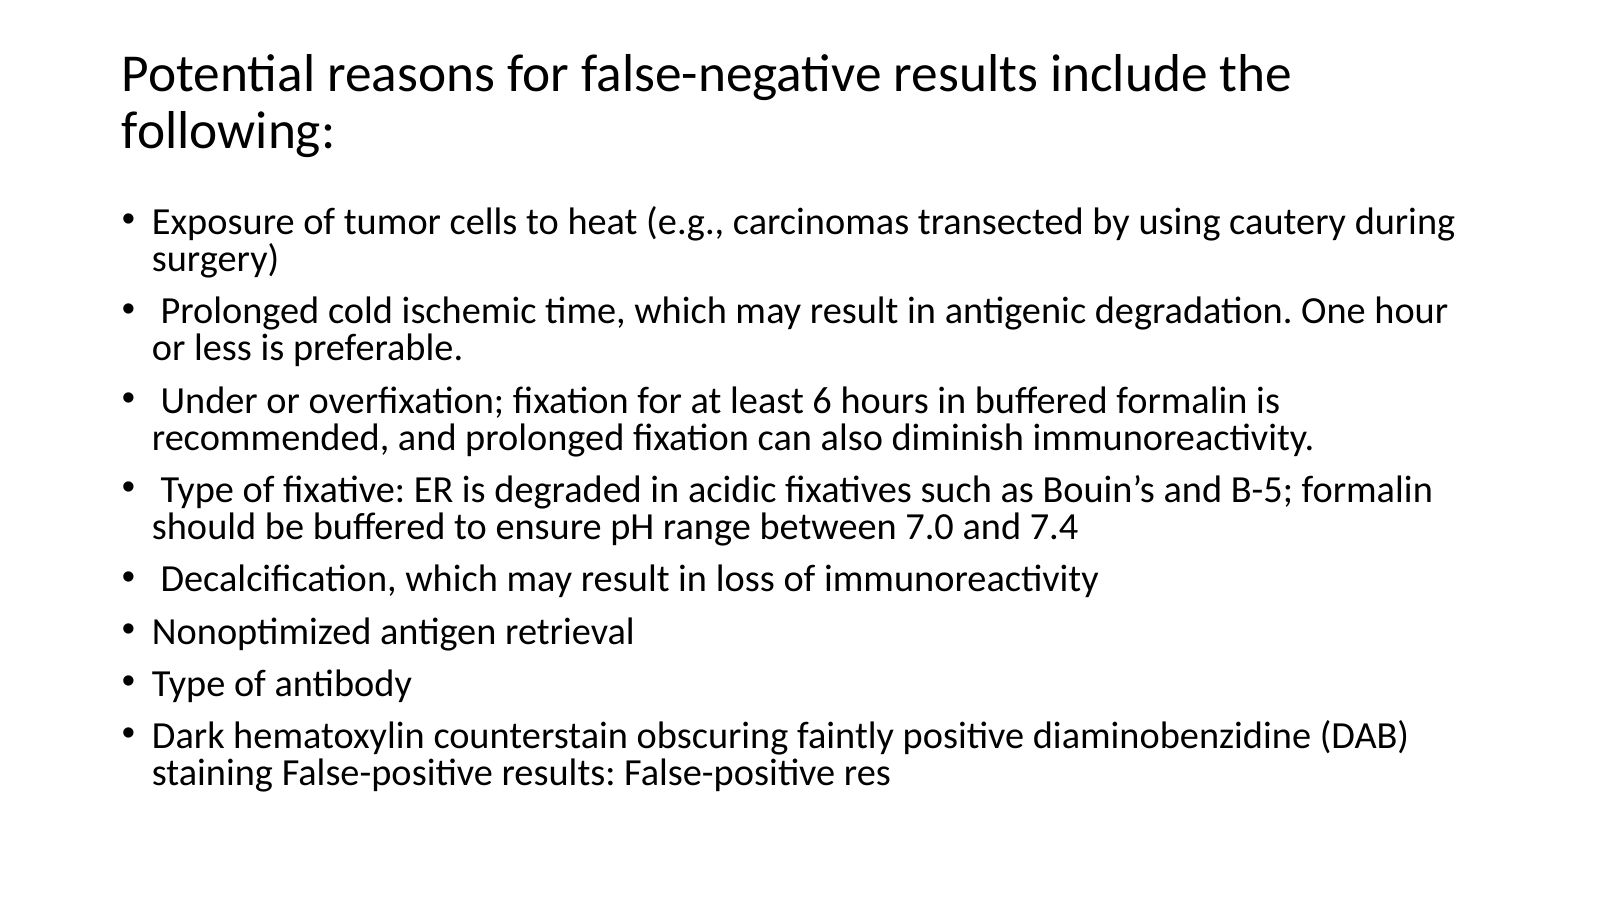 Potential reasons for false-negative results include the
following:
• Exposure of tumor cells to heat (e.g., carcinomas transected by using cautery during
surgery)
• Prolonged cold ischemic time, which may result in antigenic degradation. One hour
or less is preferable.
• Under or overfixation; fixation for at least 6 hours in buffered formalin is
recommended, and prolonged fixation can also diminish immunoreactivity.
• Type of fixative: ER is degraded in acidic fixatives such as Bouin’s and B-5; formalin
should be buffered to ensure pH range between 7.0 and 7.4
• Decalcification, which may result in loss of immunoreactivity
• Nonoptimized antigen retrieval
• Type of antibody
• Dark hematoxylin counterstain obscuring faintly positive diaminobenzidine (DAB)
staining False-positive results: False-positive res